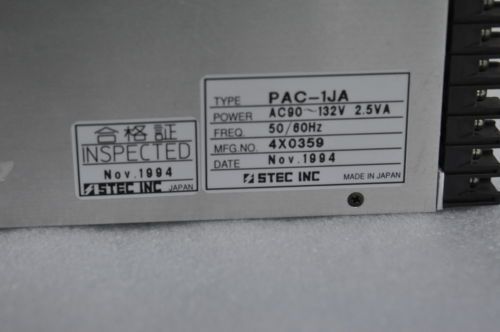 合格証
INSPECTED
Nov.1994
STEC INC JAPAN
TYPE PAC-1JA
POWER AC90~132V 2.5VA
FREQ. 50/60Hz
MFG.NO. 4X0359
DATE Nov.1994
STEC INC MADE IN JAPAN